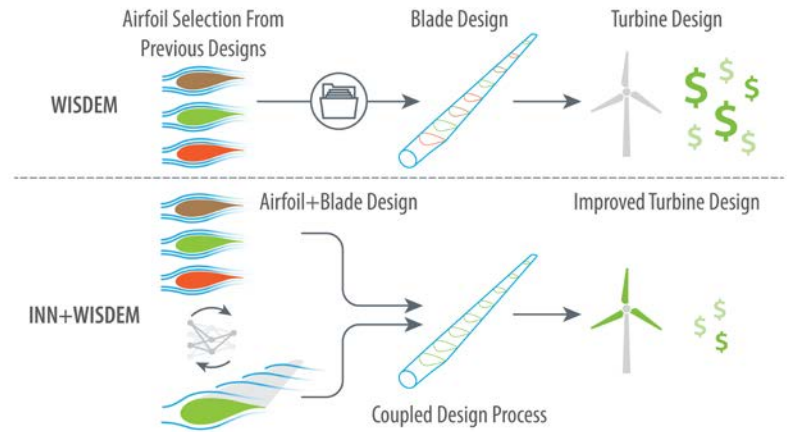 Airfoil Selection From
Previous Designs
Blade Design
Turbine Design
WISDEM
$ $ $ $ $ $
Airfoil+Blade Design
Improved Turbine Design
INN+WISDEM
$ $ $
Coupled Design Process